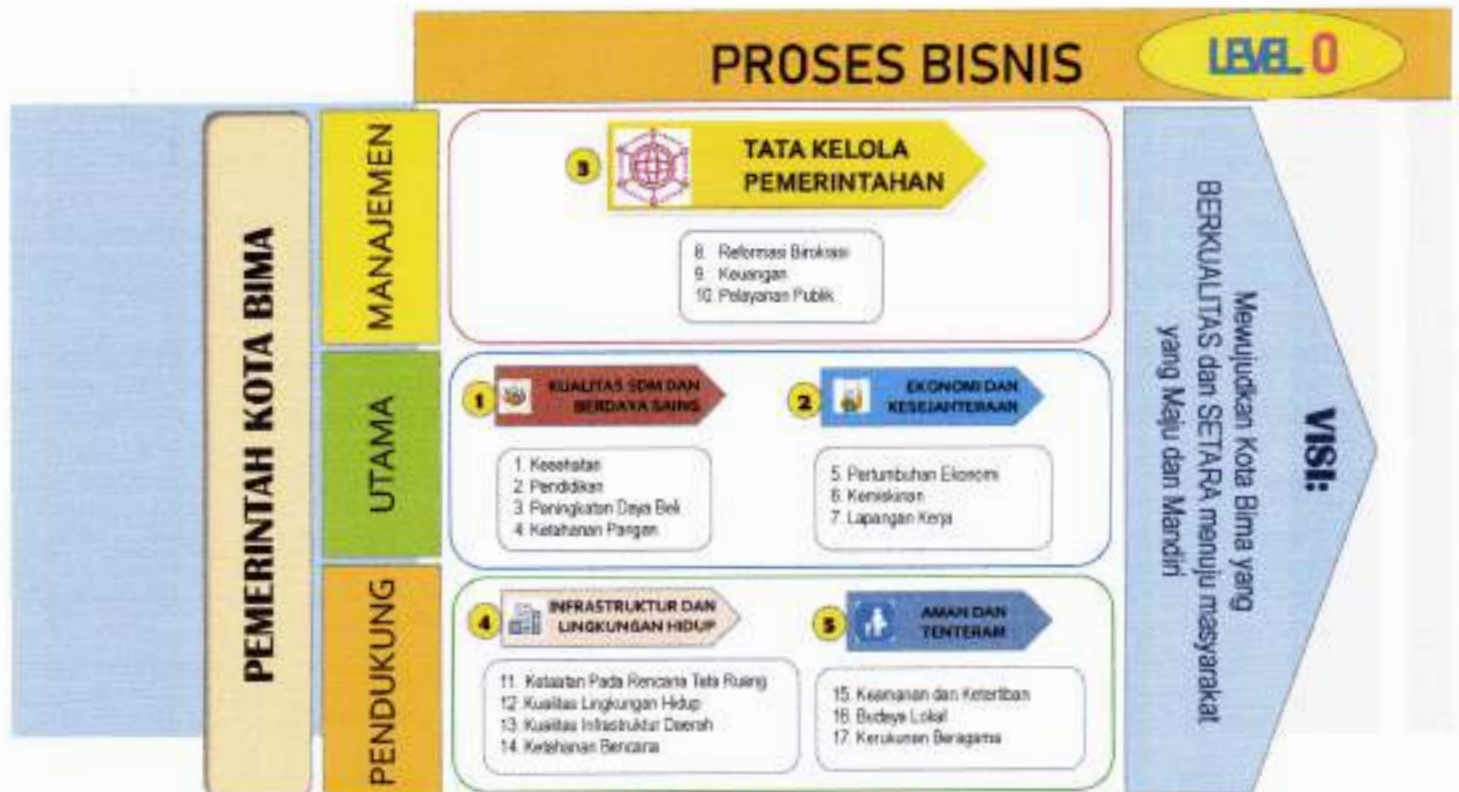 PROSES BISNIS
LEVEL 0
PEMERINTAH KOTA BIMA
MANAJEMEN
3
TATA KELOLA
PEMERINTAHAN
8. Reformasi Birokrasi
9. Keuangan
10. Pelayanan Publik
UTAMA
1
KUALITAS SDM DAN
BERDAYA SAING
1. Kesehatan
2. Pendidikan
3. Peningkatan Daya Beli
4. Ketahanan Pangan
2
EKONOMI DAN
KESEJAHTERAAN
5. Pertumbuhan Ekonomi
6. Kemiskinan
7. Lapangan Kerja
PENDUKUNG
4
INFRASTRUKTUR DAN
LINGKUNGAN HIDUP
11. Ketaatan Pada Rencana Tata Ruang
12. Kualitas Lingkungan Hidup
13. Kualitas Infrastruktur Daerah
14. Ketahanan Bencana
5
AMAN DAN
TENTERAM
15. Keamanan dan Ketertiban
16. Budaya Lokal
17. Kerukunan Beragama
VISI:
Mewujudkan Kota Bima yang
BERKUALITAS dan SETARA menuju masyarakat
yang Maju dan Mandiri